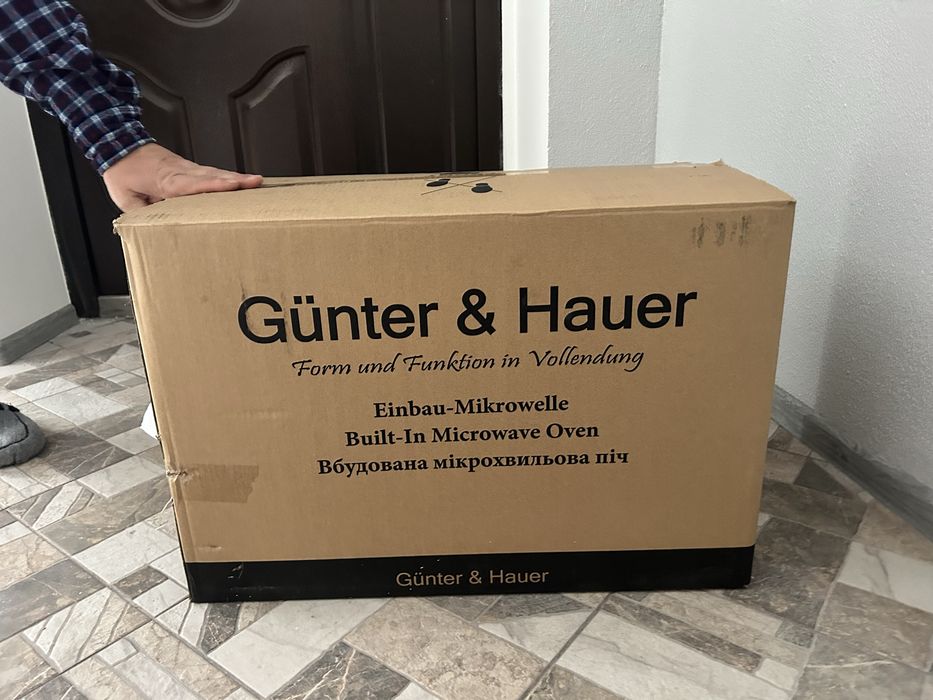 Günter & Hauer
Form und Funktion in Vollendung
Einbau-Mikrowelle
Built-In Microwave Oven
Вбудована мікрохвильова піч
Günter & Hauer